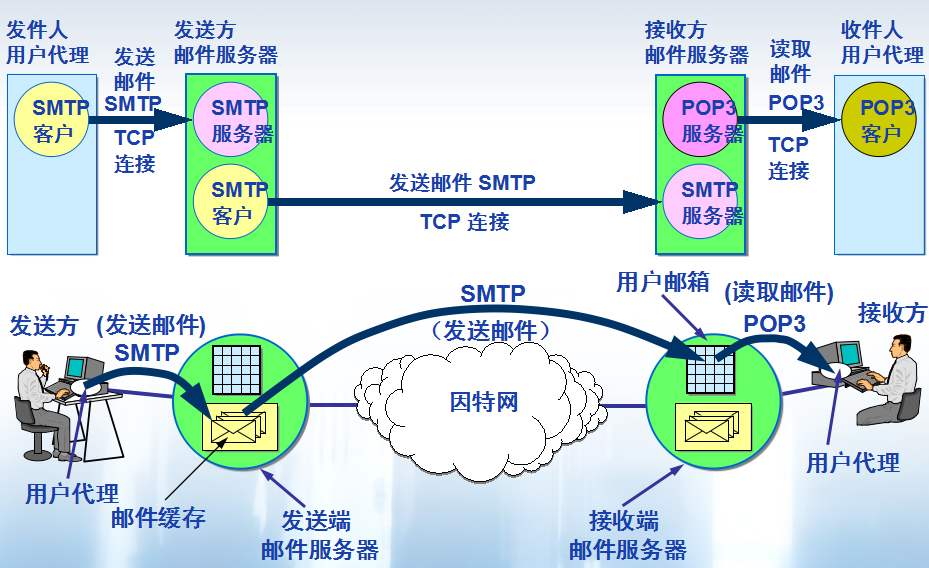 发件人
用户代理
发送
邮件
SMTP
TCP
连接
发送方
邮件服务器
SMTP
客户
SMTP
服务器
SMTP
客户
发送邮件 SMTP
TCP 连接
接收方
邮件服务器
POP3
服务器
SMTP
服务器
读取
邮件
POP3
TCP
连接
收件人
用户代理
POP3
客户
发送方
(发送邮件)
SMTP
SMTP
（发送邮件）
用户邮箱
(读取邮件)
POP3
接收方
因特网
用户代理
邮件缓存
发送端
邮件服务器
接收端
邮件服务器
用户代理